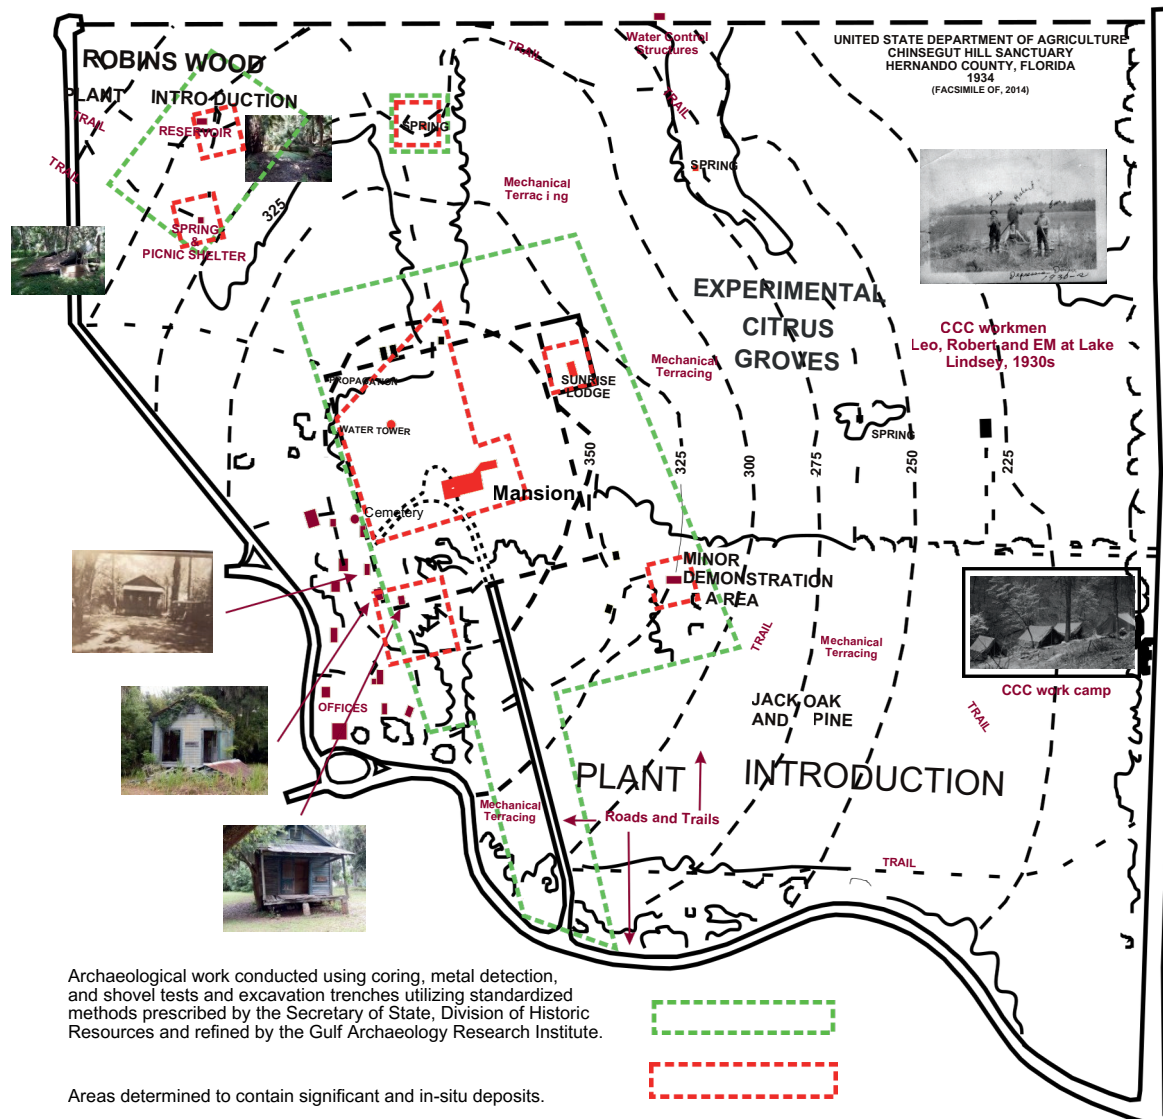 UNITED STATE DEPARTMENT OF AGRICULTURE
CHINSEGUT HILL SANCTUARY
HERNANDO COUNTY, FLORIDA
1934
(FACSIMILE OF, 2014)
Water Control
Structures
TRAIL
TRAIL
ROBINS WOOD
PLANT INTRO-DUCTION
TRAIL
TRAIL
RESERVOIR
SPRING
SPRING
Mechanical
Terrac i ng
325
SPRING
&
PICNIC SHELTER
EXPERIMENTAL
CITRUS
GROVES
CCC workmen
Leo, Robert and EM at Lake
Lindsey, 1930s
Mechanical
Terracing
PROPAGATION
SUNRISE
LODGE
WATER TOWER
SPRING
350
325
300
275
250
225
Mansion
Cemetery
MINOR
DEMONSTRATION
AREA
TRAIL
Mechanical
Terracing
CCC work camp
JACK OAK
AND PINE
TRAIL
OFFICES
PLANT INTRODUCTION
Mechanical
Terracing
Roads and Trails
TRAIL
Archaeological work conducted using coring, metal detection,
and shovel tests and excavation trenches utilizing standardized
methods prescribed by the Secretary of State, Division of Historic
Resources and refined by the Gulf Archaeology Research Institute.
Areas determined to contain significant and in-situ deposits.